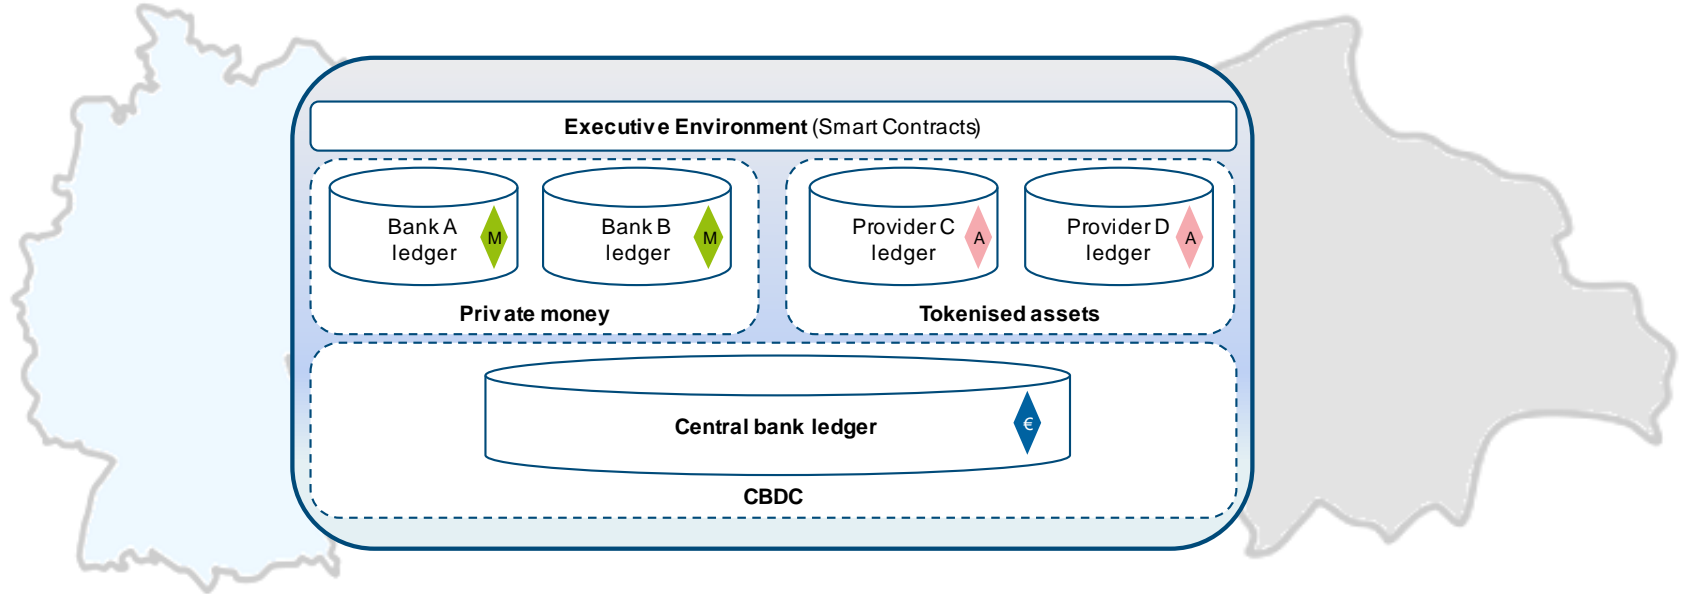 Executive Environment (Smart Contracts)
Bank A
ledger
M
Bank B
ledger
M
Private money
Provider C
ledger
A
Provider D
ledger
A
Tokenised assets
Central bank ledger
€
CBDC